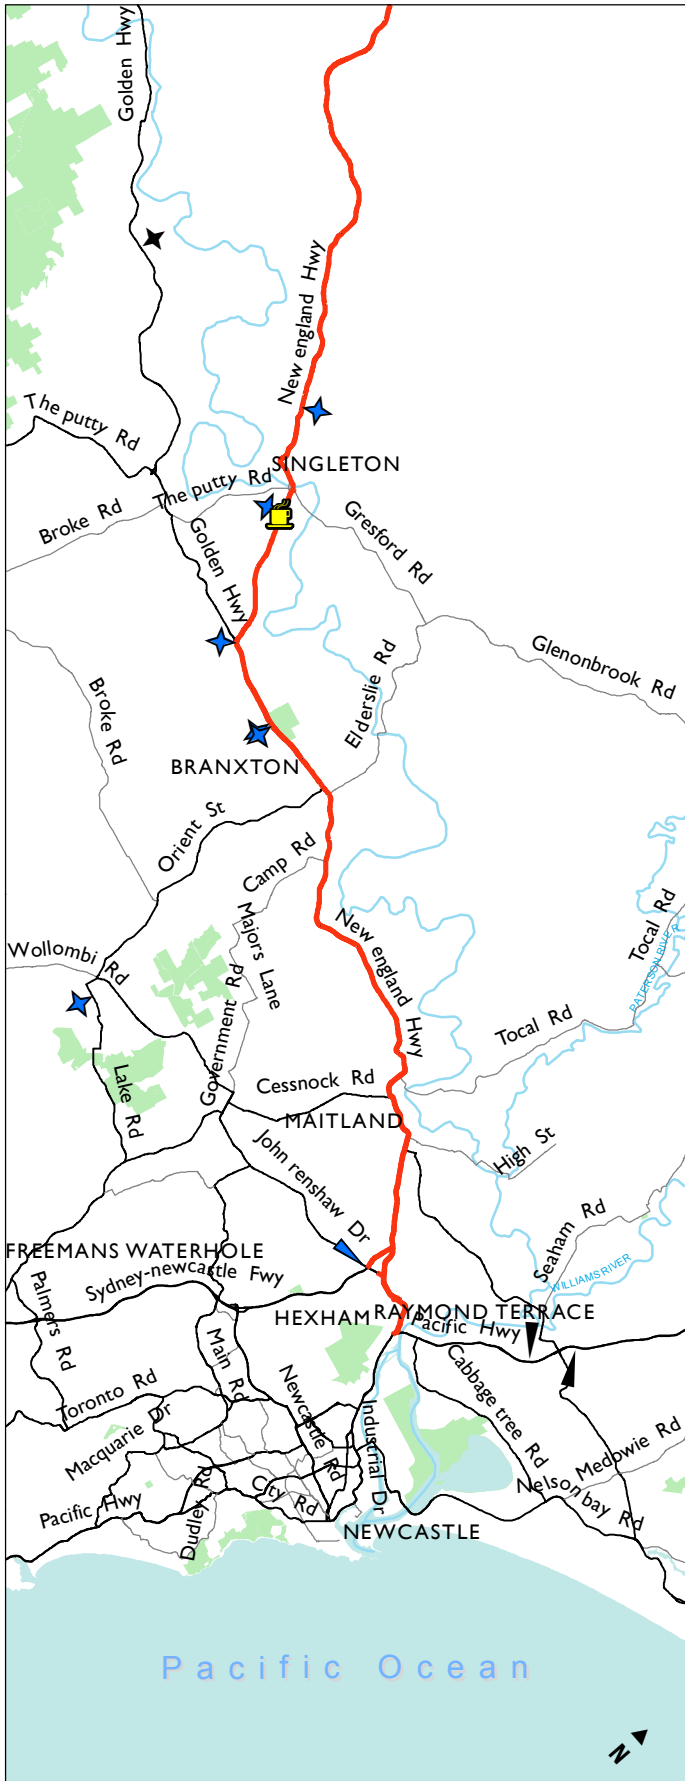 Golden Hwy
New england Hwy
The putty Rd
SINGLETON
The putty Rd
Broke Rd
Gresford Rd
Golden Hwy
Glenonbrook Rd
Elderslie Rd
Broke Rd
BRANXTON
Orient St
Camp Rd
Majors Lane
Tocal Rd
PATERSON RIVER
New england Hwy
Wollombi Rd
Government Rd
Tocal Rd
Lake Rd
Cessnock Rd
MAITLAND
John renshaw Dr
High St
Seaham Rd
FREEMANS WATERHOLE
WILLIAMS RIVER
Sydney-newcastle Fwy
Palmers Rd
HEXHAM
RAYMOND TERRACE
Pacific Hwy
Main Rd
Newcastle Rd
Cabbage tree Rd
Toronto Rd
Macquarie Dr
Industrial Dr
Medowie Rd
Nelson bay Rd
City Rd
Pacific Hwy
Dudley Rd
NEWCASTLE
Pacific Ocean
N